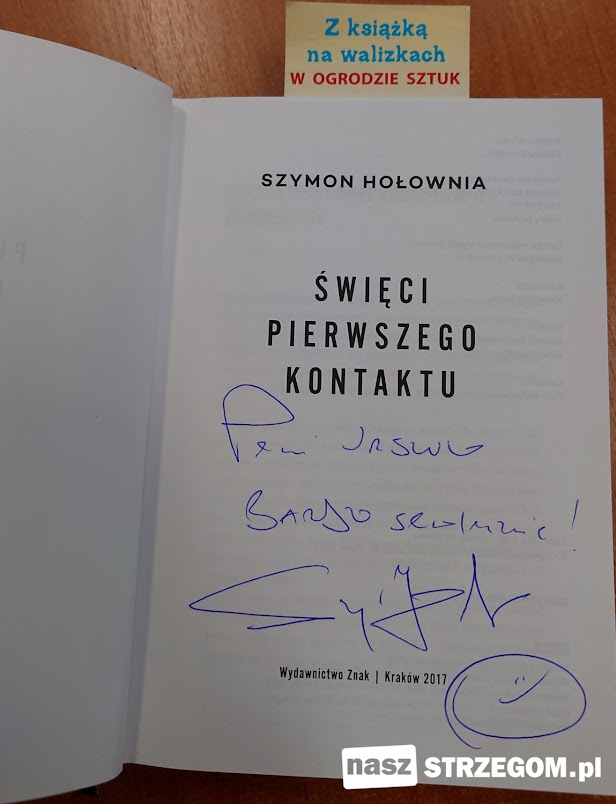 Z książką
na walizkach
W OGRODZIE SZTUK
SZYMON HOŁOWNIA
ŚWIĘCI
PIERWSZEGO
KONTAKTU
Pani URSZULO
BARDZO serdecznie!
Wydawnictwo Znak | Kraków 2017
nasz STRZEGOM.pl